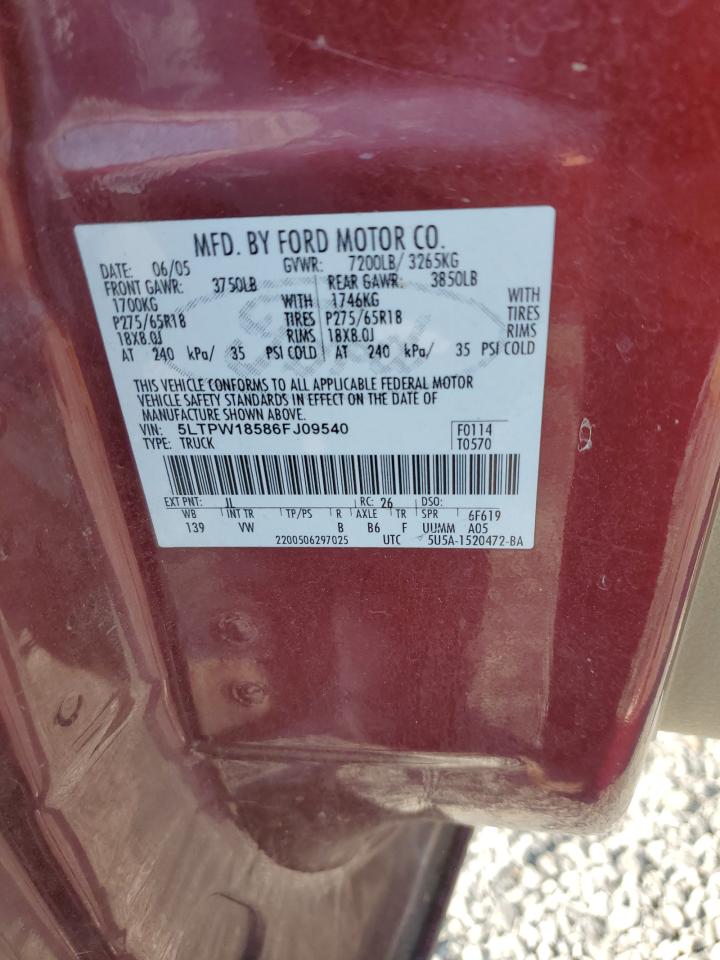 MFD. BY FORD MOTOR CO.
DATE: 06/05 GVWR: 7200LB/ 3265KG
FRONT GAWR: 3750LB REAR GAWR: 3850LB
1700KG WITH 1746KG WITH
P275/65R18 TIRES P275/65R18 TIRES
18X8.0J RIMS 18X8.0J RIMS
AT 240 kPa/ 35 PSI COLD AT 240 kPa/ 35 PSI COLD
THIS VEHICLE CONFORMS TO ALL APPLICABLE FEDERAL MOTOR
VEHICLE SAFETY STANDARDS IN EFFECT ON THE DATE OF
MANUFACTURE SHOWN ABOVE.
VIN: 5LTPW18586FJ09540 F0114
TYPE: TRUCK T0570
EXT PNT: JL RC: 26 DSO:
WB INT TR TP/PS R AXLE TR SPR 6F619
139 VW B B6 F UUMM A05
2200506297025 UTC 5U5A-1520472-BA